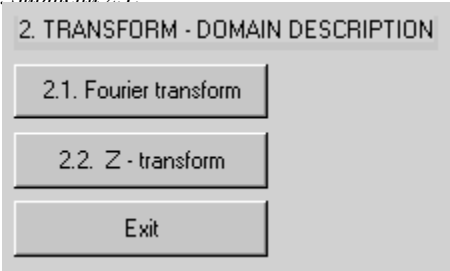 2. TRANSFORM - DOMAIN DESCRIPTION
2.1. Fourier transform
2.2. Z - transform
Exit